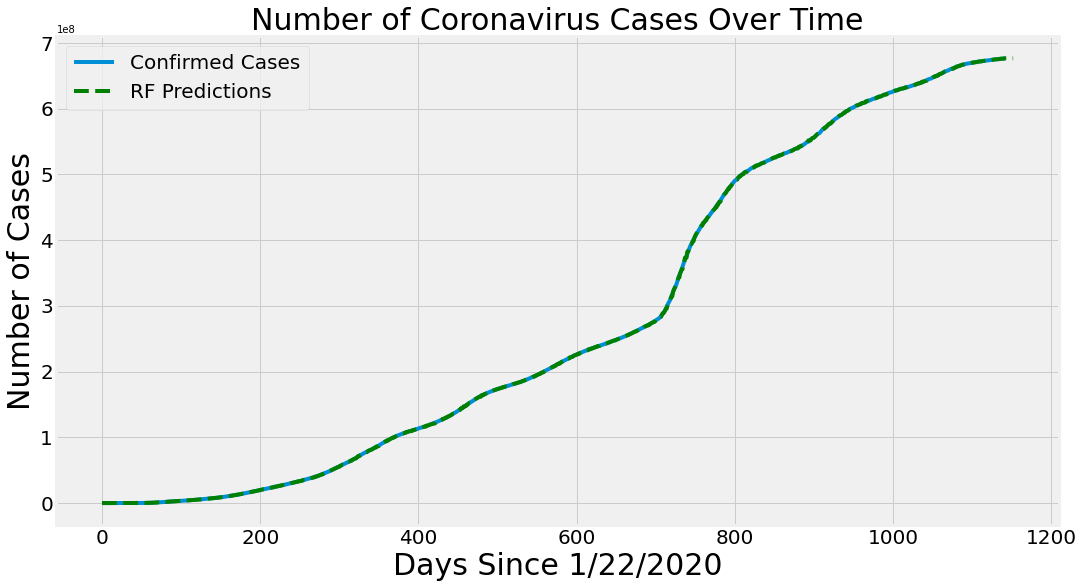 Number of Coronavirus Cases Over Time
1e8
7
6
5
4
3
2
1
0
Confirmed Cases
RF Predictions
Number of Cases
0 200 400 600 800 1000 1200
Days Since 1/22/2020